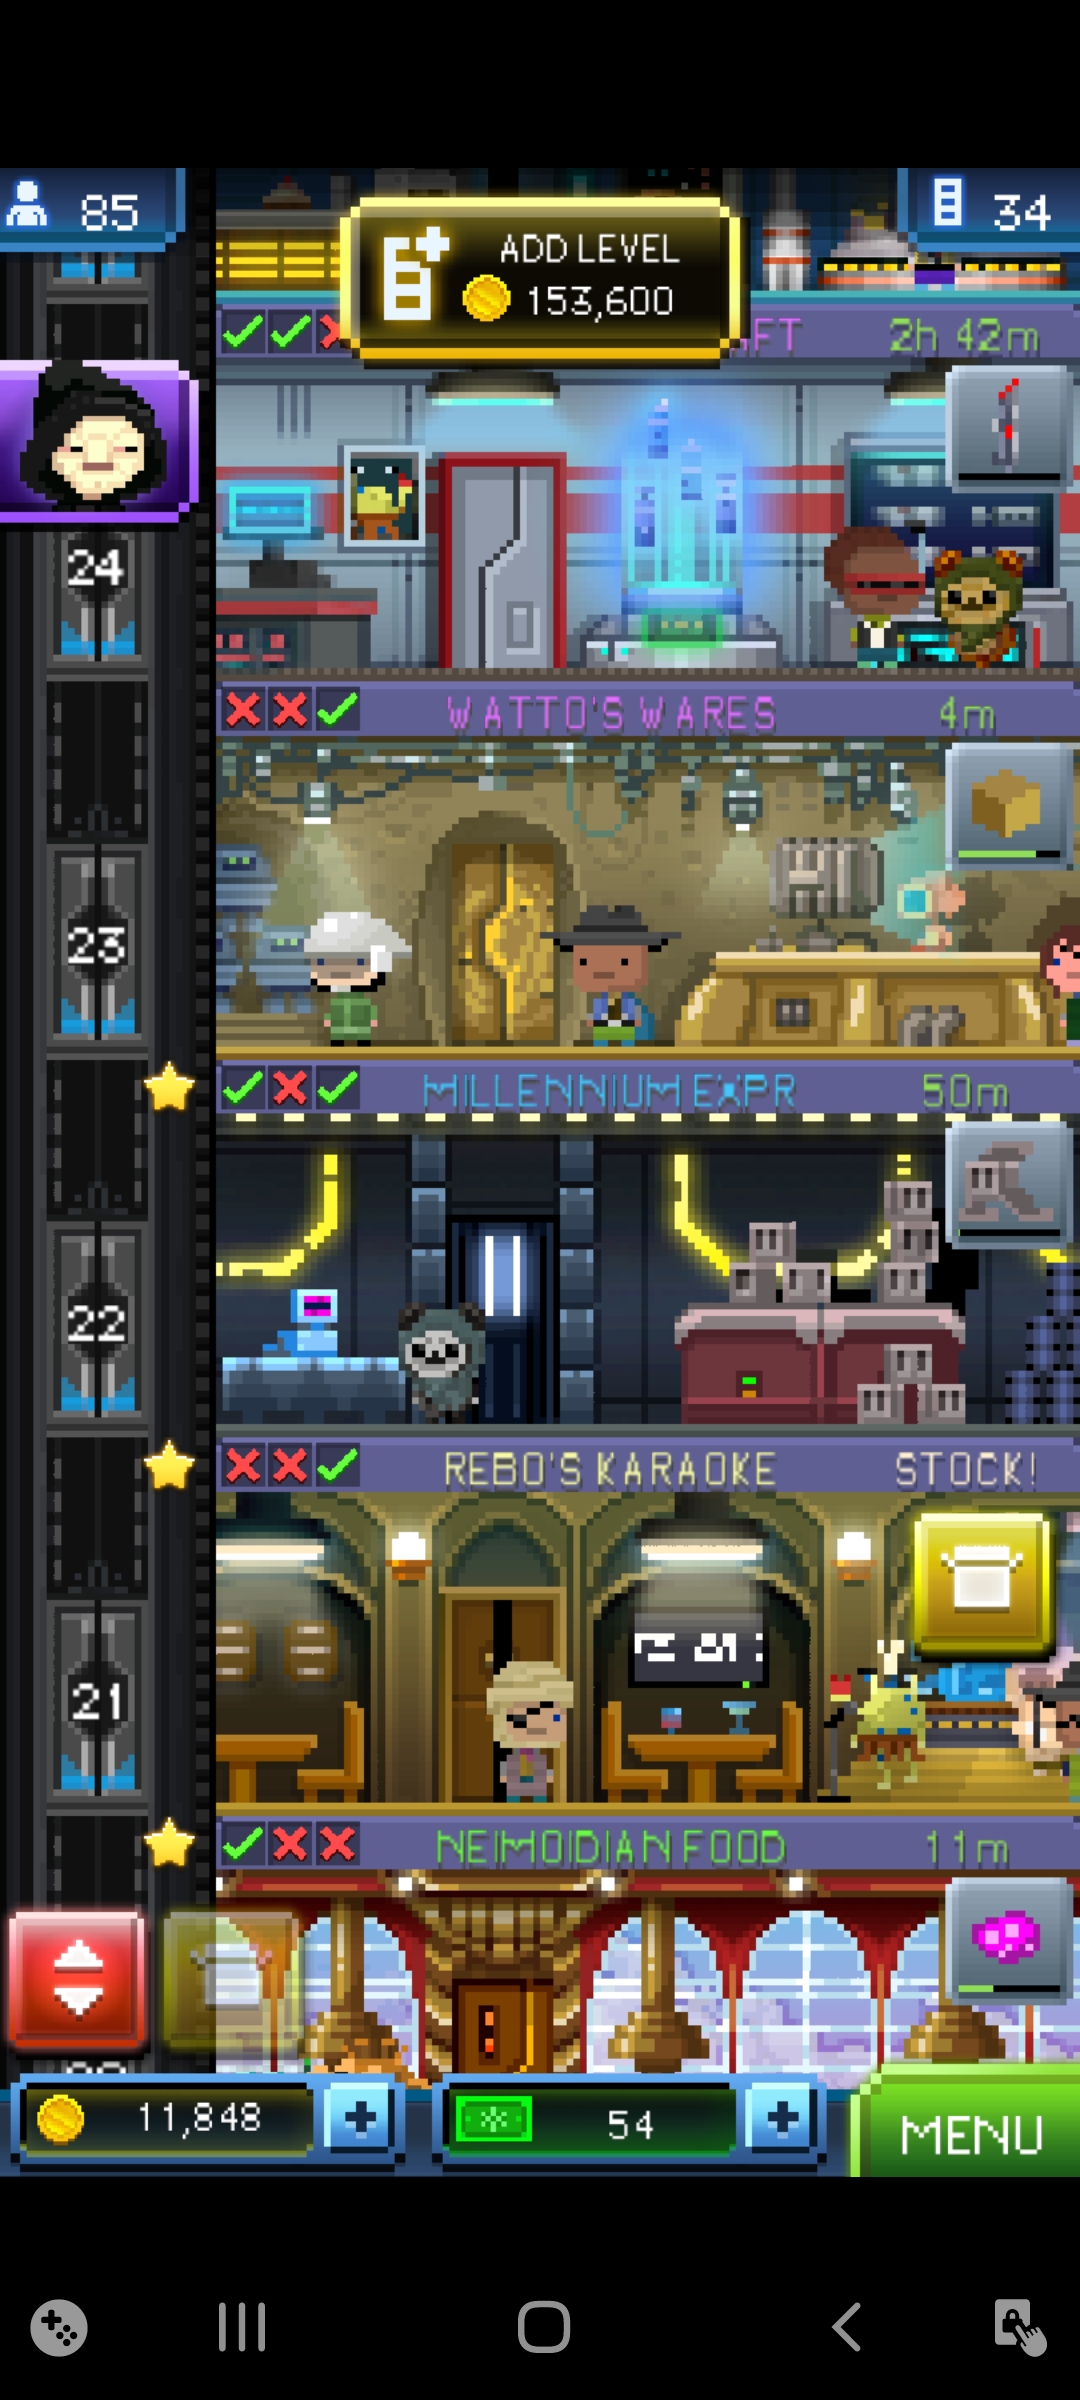 85
ADD LEVEL
153,600
34
2h 42m
24
WATTO'S WARES
4m
23
MILLENNIUM EXPR
50m
22
REBO'S KARAOKE
STOCK!
21
NEIMOIDIAN FOOD
11m
11,848
54
MENU